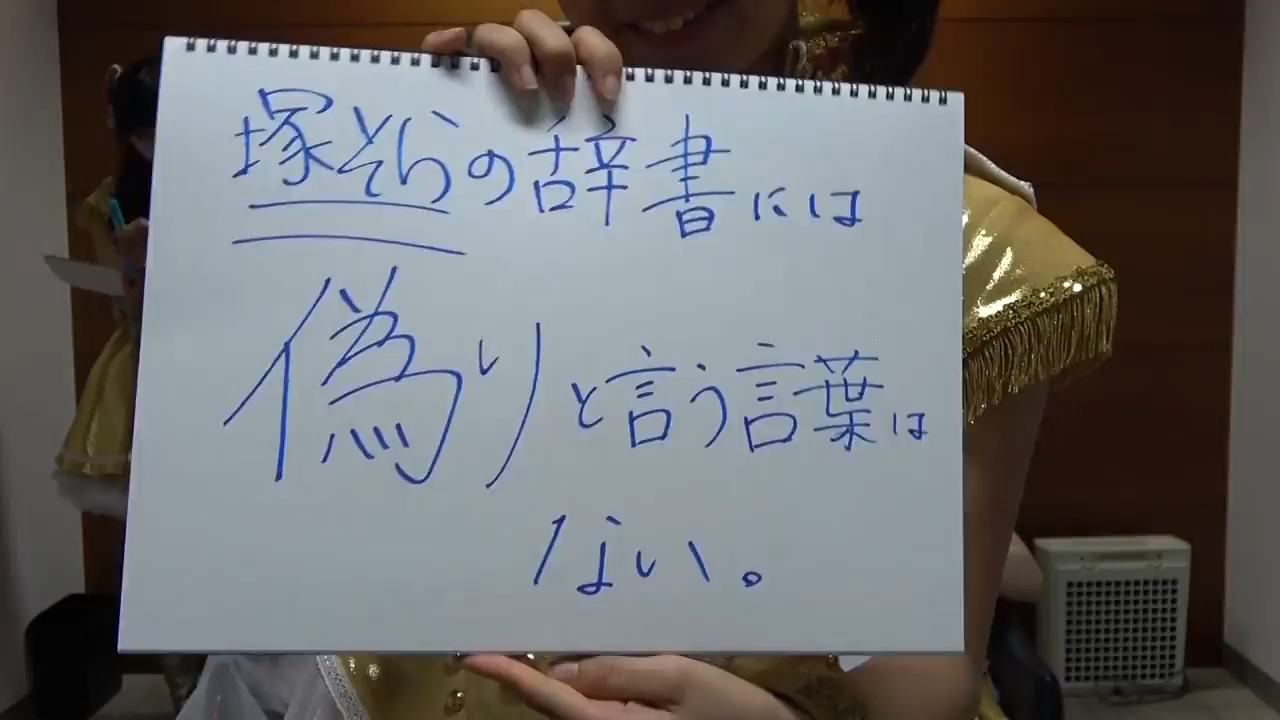 塚そらの辞書には
偽りと言う言葉は
ない。